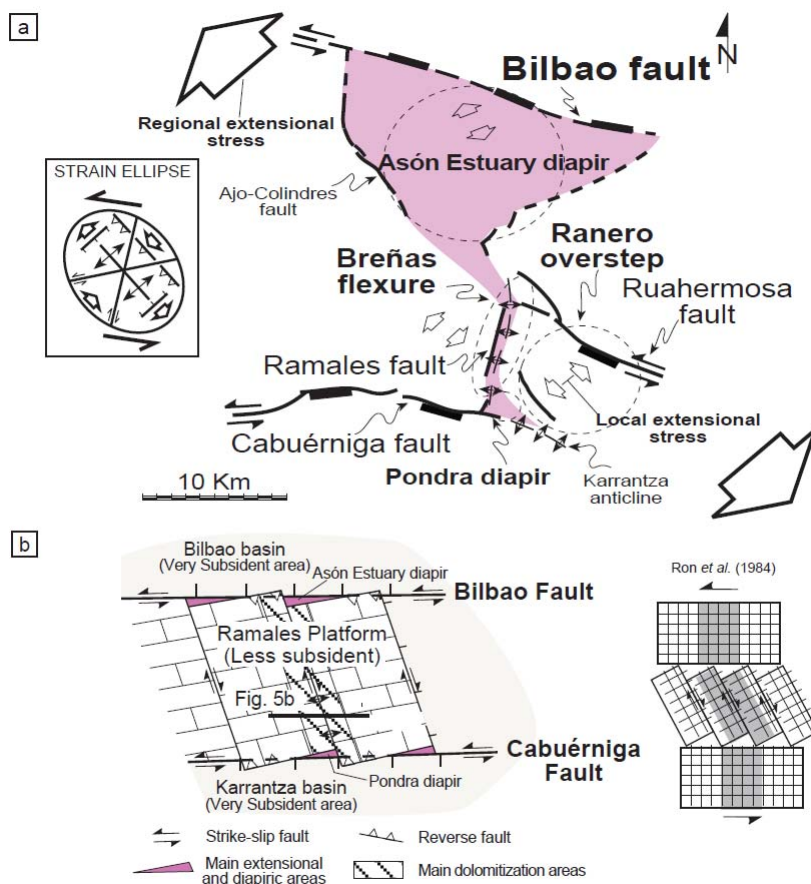 a
N
Bilbao fault
Regional extensional
stress
STRAIN ELLIPSE
Asón Estuary diapir
Ajo-Colindres
fault
Breñas
flexure
Ranero
overstep
Ruahermosa
fault
Ramales fault
Cabuérniga fault
Local extensional
stress
Pondra diapir
Karrantza
anticline
10 Km
b
Bilbao basin
(Very Subsident area)
Asón Estuary diapir
Bilbao Fault
Ron et al. (1984)
Ramales Platform
(Less subsident)
Fig. 5b
Cabuérniga
Fault
Karrantza basin
(Very Subsident area)
Pondra diapir
Strike-slip fault
Reverse fault
Main extensional
and diapiric areas
Main dolomitization areas